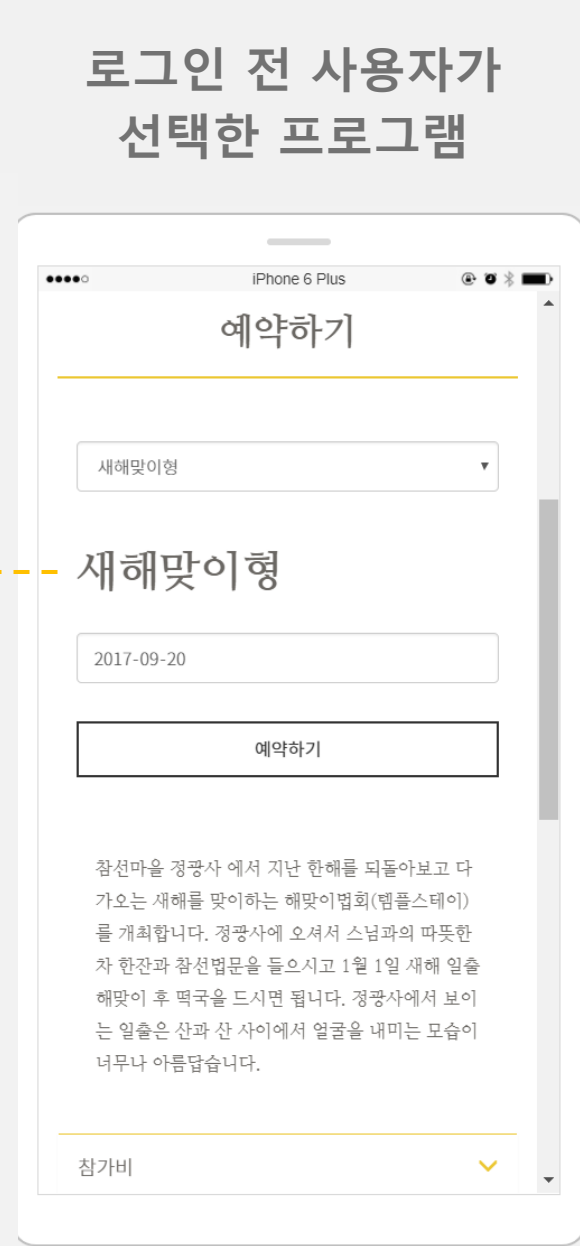 로그인 전 사용자가
선택한 프로그램
iPhone 6 Plus
예약하기
새해맞이형
새해맞이형
2017-09-20
예약하기
참선마을 정광사 에서 지난 한해를 되돌아보고 다
가오는 새해를 맞이하는 해맞이법회(템플스테이)
를 개최합니다. 정광사에 오셔서 스님과의 따뜻한
차 한잔과 참선법문을 들으시고 1월 1일 새해 일출
해맞이 후 떡국을 드시면 됩니다. 정광사에서 보이
는 일출은 산과 산 사이에서 얼굴을 내미는 모습이
너무나 아름답습니다.
참가비